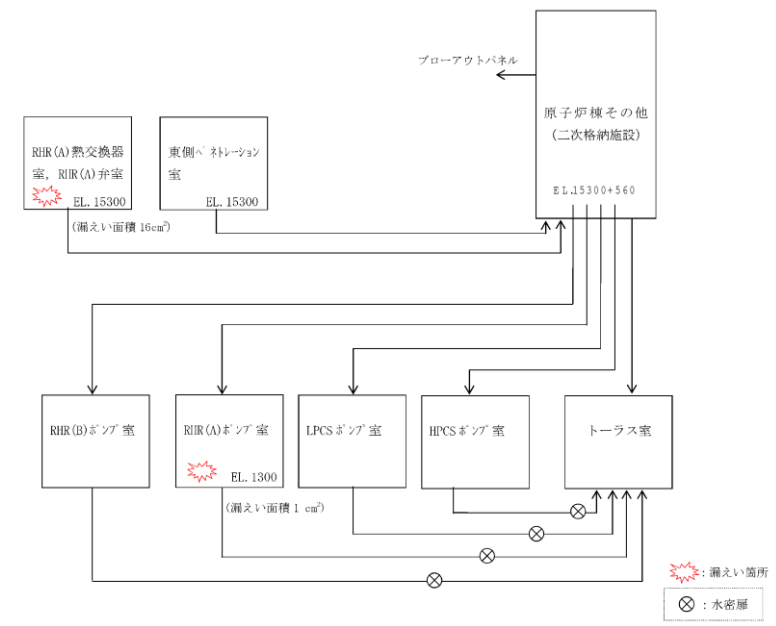 ブローアウトパネル
原子炉棟その他
(二次格納施設)
EL.15300+560
RHR(A)熱交換器
室, RHR(A)弁室
EL.15300
東側ペネトレーション
室
EL.15300
(漏えい面積 16cm²)
RHR(B)ポンプ室
RHR(A)ポンプ室
EL.1300
LPCSポンプ室
HPCSポンプ室
トーラス室
(漏えい面積 1 cm²)
:漏えい箇所
:水密扉